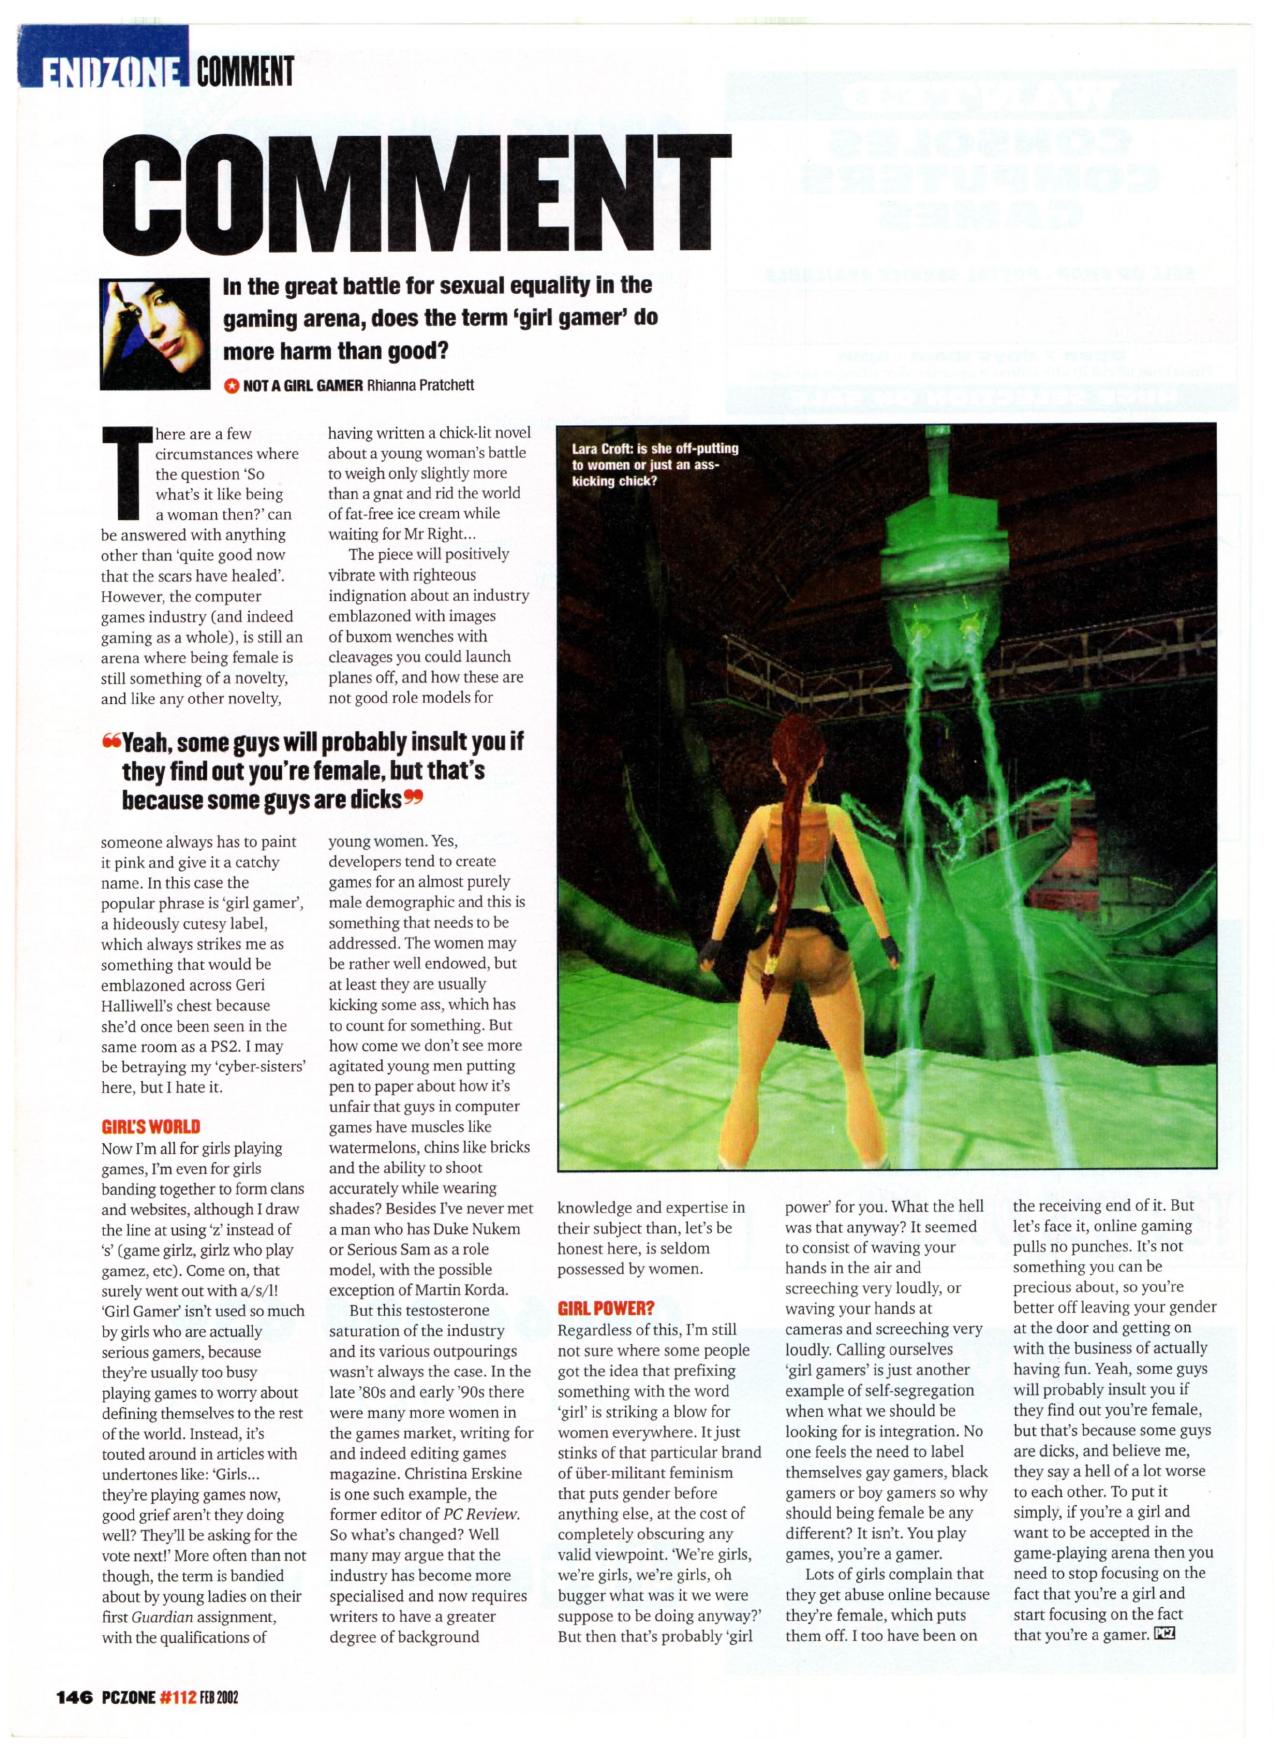 ENDZONE COMMENT
COMMENT
In the great battle for sexual equality in the
gaming arena, does the term ‘girl gamer’ do
more harm than good?
NOT A GIRL GAMER Rhianna Pratchett
There are a few
circumstances where
the question ‘So
what’s it like being
a woman then?’ can
be answered with anything
other than ‘quite good now
that the scars have healed’.
However, the computer
games industry (and indeed
gaming as a whole), is still an
arena where being female is
still something of a novelty,
and like any other novelty,
someone always has to paint
it pink and give it a catchy
name. In this case the
popular phrase is ‘girl gamer’,
a hideously cutesy label,
which always strikes me as
something that would be
emblazoned across Geri
Halliwell’s chest because
she’d once been seen in the
same room as a PS2. I may
be betraying my ‘cyber-sisters’
here, but I hate it.
GIRL’S WORLD
Now I’m all for girls playing
games, I’m even for girls
banding together to form clans
and websites, although I draw
the line at using ‘z’ instead of
‘s’ (game girlz, girlz who play
gamez, etc). Come on, that
surely went out with a/s/l!
‘Girl Gamer’ isn’t used so much
by girls who are actually
serious gamers, because
they’re usually too busy
playing games to worry about
defining themselves to the rest
of the world. Instead, it’s
touted around in articles with
undertones like: ‘Girls...
they’re playing games now,
good grief aren’t they doing
well? They’ll be asking for the
vote next!’ More often than not
though, the term is bandied
about by young ladies on their
first Guardian assignment,
with the qualifications of
having written a chick-lit novel
about a young woman’s battle
to weigh only slightly more
than a gnat and rid the world
of fat-free ice cream while
waiting for Mr Right...
The piece will positively
vibrate with righteous
indignation about an industry
emblazoned with images
of buxom wenches with
cleavages you could launch
planes off, and how these are
not good role models for
“Yeah, some guys will probably insult you if
they find out you’re female, but that’s
because some guys are dicks”
young women. Yes,
developers tend to create
games for an almost purely
male demographic and this is
something that needs to be
addressed. The women may
be rather well endowed, but
at least they are usually
kicking some ass, which has
to count for something. But
how come we don’t see more
agitated young men putting
pen to paper about how it’s
unfair that guys in computer
games have muscles like
watermelons, chins like bricks
and the ability to shoot
accurately while wearing
shades? Besides I’ve never met
a man who has Duke Nukem
or Serious Sam as a role
model, with the possible
exception of Martin Korda.
But this testosterone
saturation of the industry
and its various outpourings
wasn’t always the case. In the
late ’80s and early ’90s there
were many more women in
the games market, writing for
and indeed editing games
magazine. Christina Erskine
is one such example, the
former editor of PC Review.
So what’s changed? Well
many may argue that the
industry has become more
specialised and now requires
writers to have a greater
degree of background
Lara Croft: is she off-putting
to women or just an ass-
kicking chick?
knowledge and expertise in
their subject than, let’s be
honest here, is seldom
possessed by women.
GIRL POWER?
Regardless of this, I’m still
not sure where some people
got the idea that prefixing
something with the word
‘girl’ is striking a blow for
women everywhere. It just
stinks of that particular brand
of über-militant feminism
that puts gender before
anything else, at the cost of
completely obscuring any
valid viewpoint. ‘We’re girls,
we’re girls, we’re girls, oh
bugger what was it we were
suppose to be doing anyway?’
But then that’s probably ‘girl
power’ for you. What the hell
was that anyway? It seemed
to consist of waving your
hands in the air and
screeching very loudly, or
waving your hands at
cameras and screeching very
loudly. Calling ourselves
‘girl gamers’ is just another
example of self-segregation
when what we should be
looking for is integration. No
one feels the need to label
themselves gay gamers, black
gamers or boy gamers so why
should being female be any
different? It isn’t. You play
games, you’re a gamer.
Lots of girls complain that
they get abuse online because
they’re female, which puts
them off. I too have been on
the receiving end of it. But
let’s face it, online gaming
pulls no punches. It’s not
something you can be
precious about, so you’re
better off leaving your gender
at the door and getting on
with the business of actually
having fun. Yeah, some guys
will probably insult you if
they find out you’re female,
but that’s because some guys
are dicks, and believe me,
they say a hell of a lot worse
to each other. To put it
simply, if you’re a girl and
want to be accepted in the
game-playing arena then you
need to stop focusing on the
fact that you’re a girl and
start focusing on the fact
that you’re a gamer. PCZ
146 PCZONE #112 FEB 2002